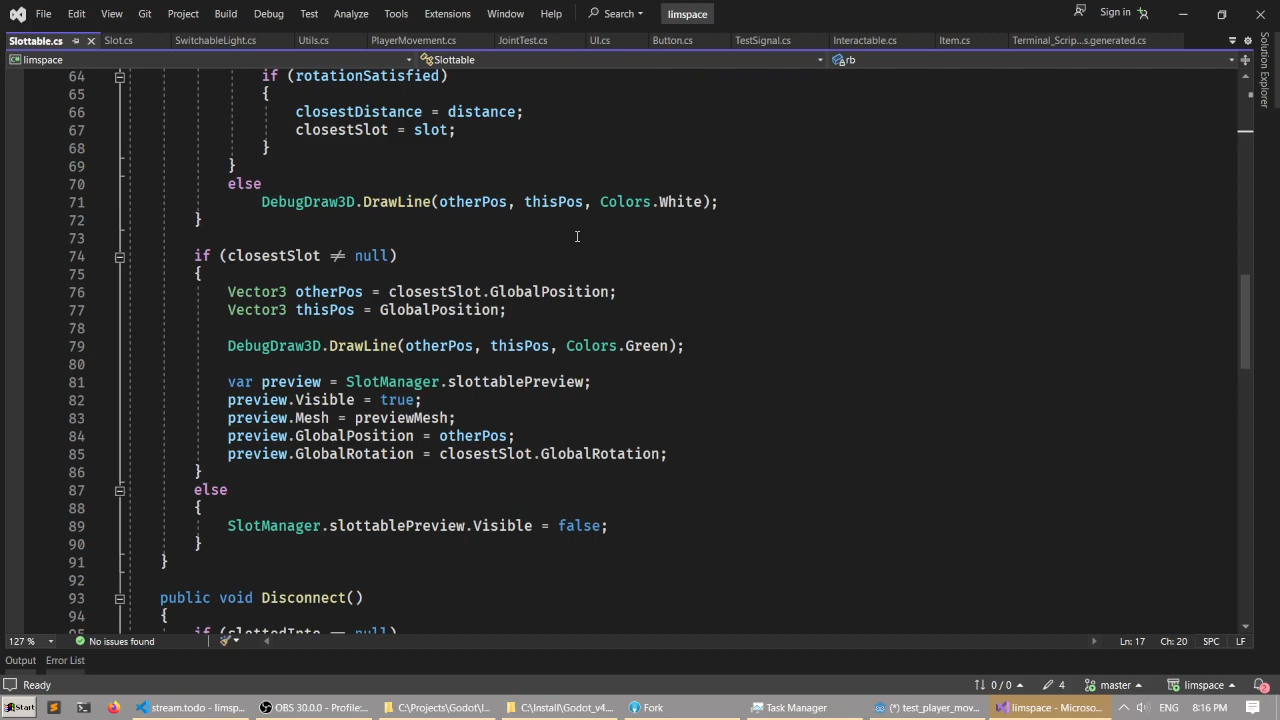 File Edit View Git Project Build Debug Test Analyze Tools Extensions Window Help Search limspace Sign in
Slottable.cs Slot.cs SwitchableLight.cs Utils.cs PlayerMovement.cs JointTest.cs UI.cs Button.cs TestSignal.cs Interactable.cs Item.cs Terminal_Scrip...s.generated.cs
limspace Slottable rb
Solution Explorer
64 if (rotationSatisfied)
65 {
66 closestDistance = distance;
67 closestSlot = slot;
68 }
69 }
70 else
71 DebugDraw3D.DrawLine(otherPos, thisPos, Colors.White);
72 }
73
74 if (closestSlot ≠ null)
75 {
76 Vector3 otherPos = closestSlot.GlobalPosition;
77 Vector3 thisPos = GlobalPosition;
78
79 DebugDraw3D.DrawLine(otherPos, thisPos, Colors.Green);
80
81 var preview = SlotManager.slottablePreview;
82 preview.Visible = true;
83 preview.Mesh = previewMesh;
84 preview.GlobalPosition = otherPos;
85 preview.GlobalRotation = closestSlot.GlobalRotation;
86 }
87 else
88 {
89 SlotManager.slottablePreview.Visible = false;
90 }
91 }
92
93 public void Disconnect()
94 {
95 if (slottedInto == null)
127 % No issues found Ln: 17 Ch: 20 SPC LF
Output Error List
Ready 0 / 0 4 master limspace 2
Start stream.todo - limsp... OBS 30.0.0 - Profile:... C:\Projects\Godot\l... C:\Install\Godot_v4... Fork Task Manager (*) test_player_mov... limspace - Microso... ENG 8:16 PM